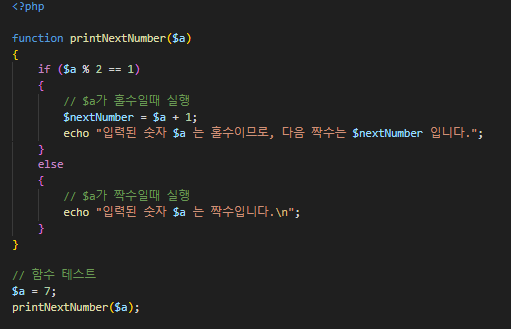 <?php
function printNextNumber($a)
{
if ($a % 2 == 1)
{
// $a가 홀수일때 실행
$nextNumber = $a + 1;
echo "입력된 숫자 $a 는 홀수이므로, 다음 짝수는 $nextNumber 입니다.";
}
else
{
// $a가 짝수일때 실행
echo "입력된 숫자 $a 는 짝수입니다.\n";
}
}
// 함수 테스트
$a = 7;
printNextNumber($a);